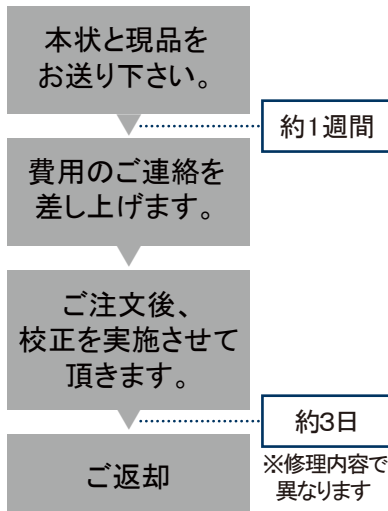 本状と現品を
お送り下さい。
約1週間
費用のご連絡を
差し上げます。
ご注文後、
校正を実施させて
頂きます。
約3日
※修理内容で
異なります
ご返却